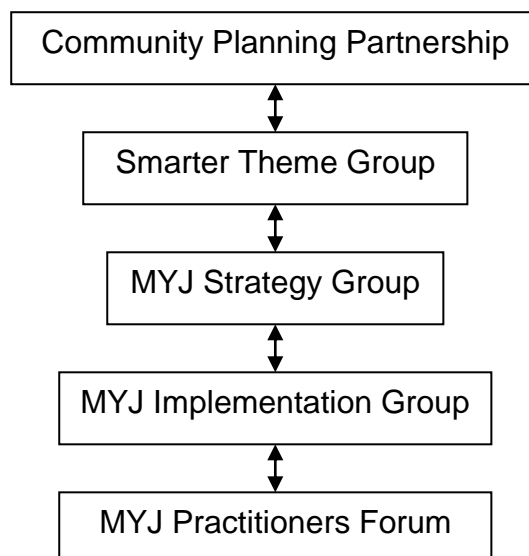 Community Planning Partnership
Smarter Theme Group
MYJ Strategy Group
MYJ Implementation Group
MYJ Practitioners Forum